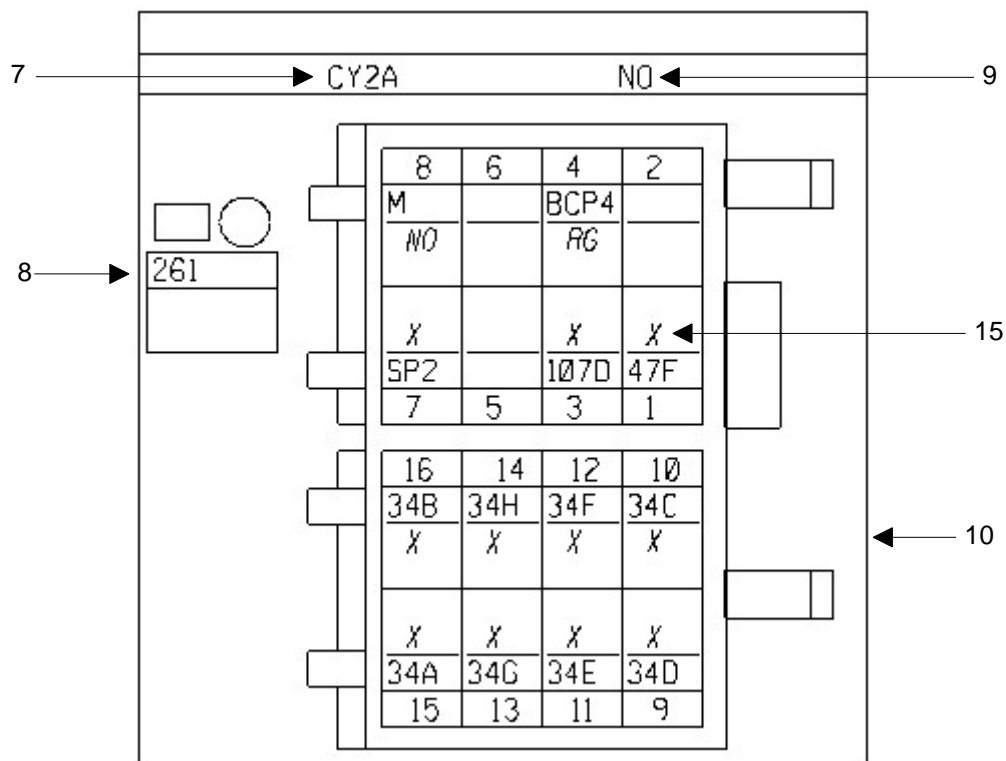 7 CY2A NO 9
8 6 4 2
M BCP4
NO RG
8 261
X X X 15
SP2 107D 47F
7 5 3 1
16 14 12 10
34B 34H 34F 34C
X X X X
10
X X X X
34A 34G 34E 34D
15 13 11 9